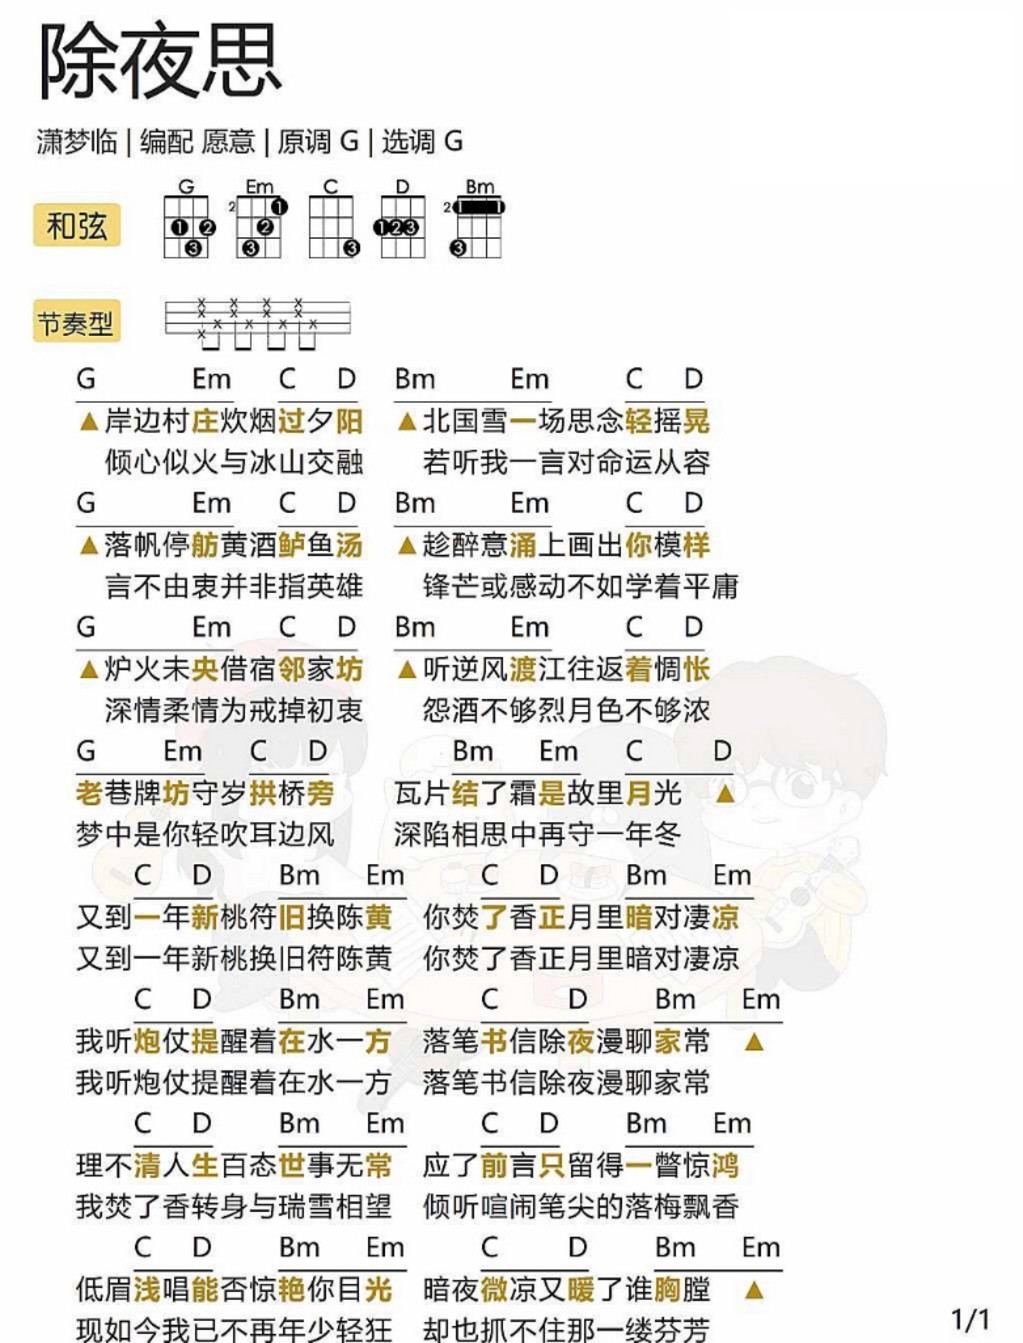 除夜思
潇梦临 | 编配 愿意 | 原调 G | 选调 G
G Em C D Bm
和弦
2 1 2 3 1 2 3 3 1 2 3 2 1 1 3
节奏型
G Em C D Bm Em C D
▲岸边村庄炊烟过夕阳 ▲北国雪一场思念轻摇晃
倾心似火与冰山交融 若听我一言对命运从容
G Em C D Bm Em C D
▲落帆停舫黄酒鲈鱼汤 ▲趁醉意涌上画出你模样
言不由衷并非指英雄 锋芒或感动不如学着平庸
G Em C D Bm Em C D
▲炉火未央借宿邻家坊 ▲听逆风渡江往返着惆怅
深情柔情为戒掉初衷 怨酒不够烈月色不够浓
G Em C D Bm Em C D
老巷牌坊守岁拱桥旁 瓦片结了霜是故里月光 ▲
梦中是你轻吹耳边风 深陷相思中再守一年冬
C D Bm Em C D Bm Em
又到一年新桃符旧换陈黄 你焚了香正月里暗对凄凉
又到一年新桃换旧符陈黄 你焚了香正月里暗对凄凉
C D Bm Em C D Bm Em
我听炮仗提醒着在水一方 落笔书信除夜漫聊家常 ▲
我听炮仗提醒着在水一方 落笔书信除夜漫聊家常
C D Bm Em C D Bm Em
理不清人生百态世事无常 应了前言只留得一瞥惊鸿
我焚了香转身与瑞雪相望 倾听喧闹笔尖的落梅飘香
C D Bm Em C D Bm Em
低眉浅唱能否惊艳你目光 暗夜微凉又暖了谁胸膛 ▲
现如今我已不再年少轻狂 却也抓不住那一缕芬芳
1/1